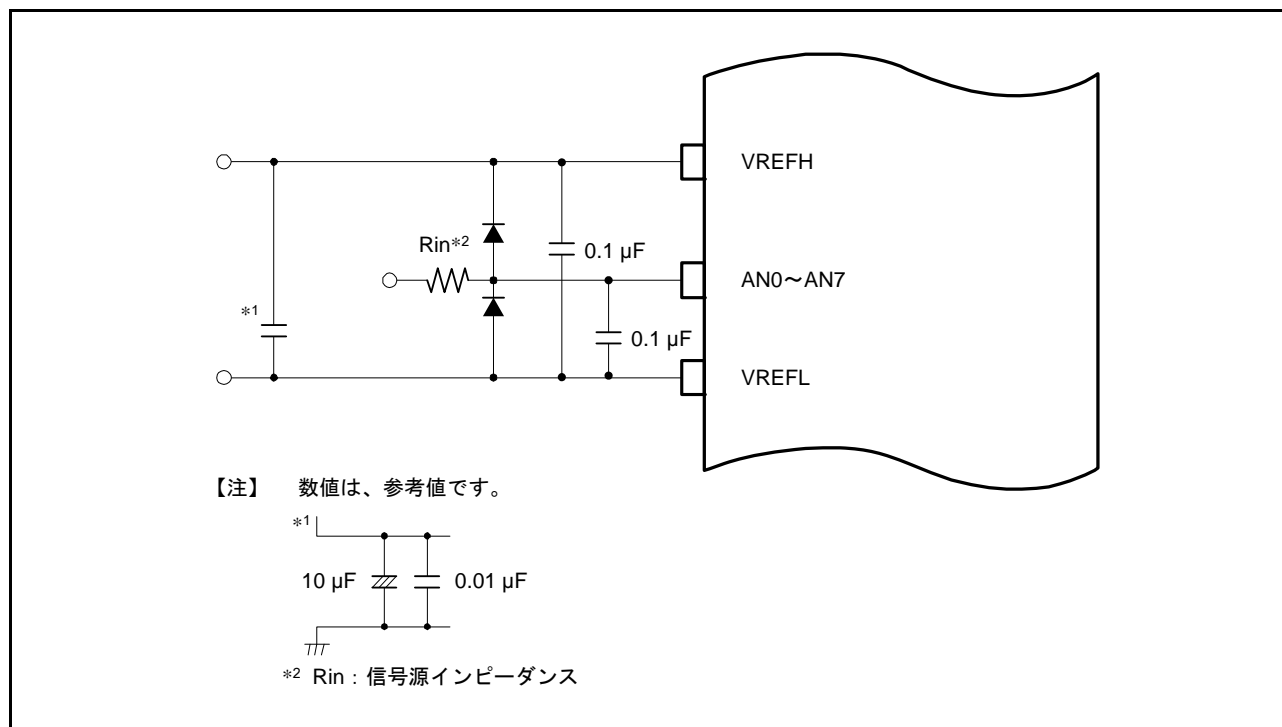 VREFH
Rin*2
0.1 µF
AN0～AN7
*1
0.1 µF
VREFL
【注】 数値は、参考値です。
*1
10 µF 0.01 µF
*2 Rin：信号源インピーダンス